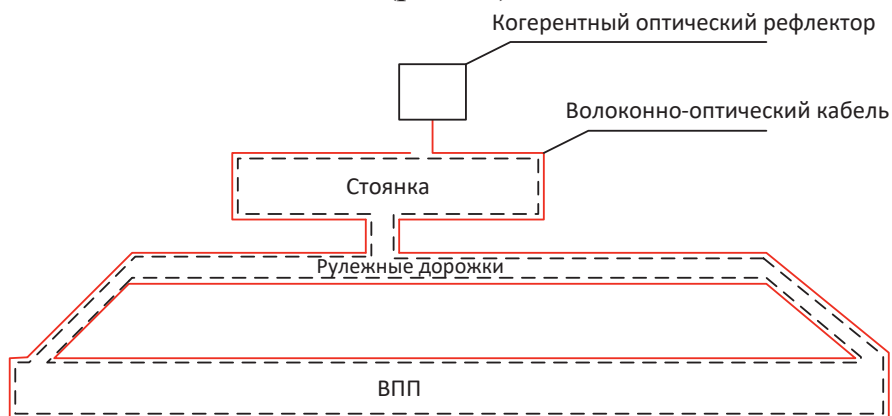 Когерентный оптический рефлектор
Волоконно-оптический кабель
Стоянка
Рулежные дорожки
ВПП